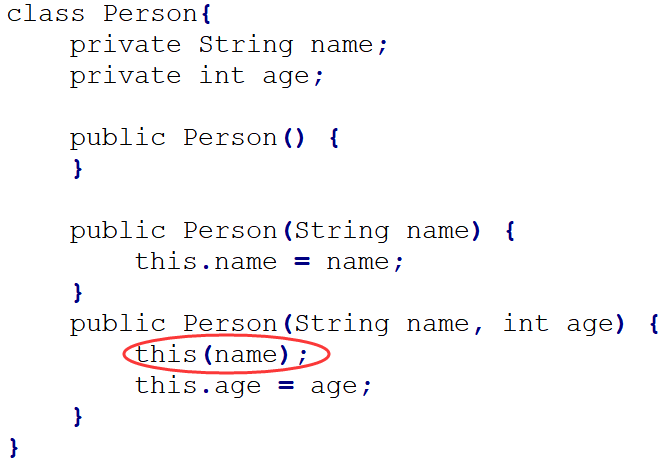 class Person{
    private String name;
    private int age;

    public Person() {
    }

    public Person(String name) {
        this.name = name;
    }
    public Person(String name, int age) {
        this(name);
        this.age = age;
    }
}